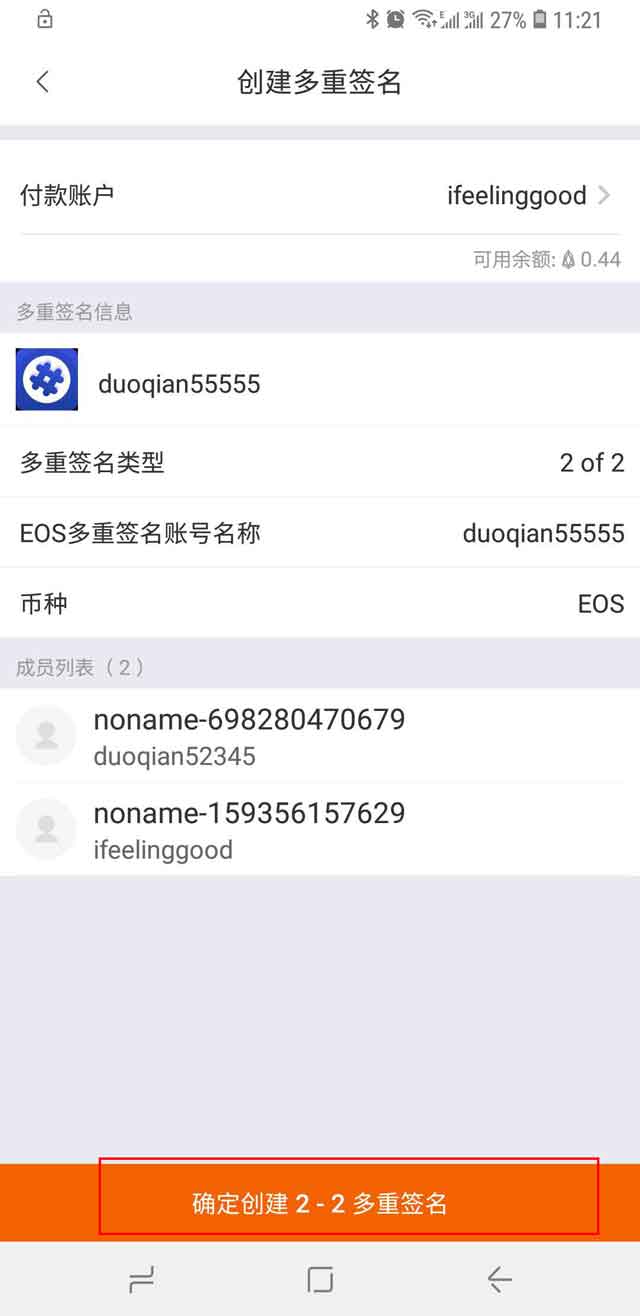 27% 11:21
创建多重签名
付款账户 ifeelinggood
可用余额: 0.44
多重签名信息
duoqian55555
多重签名类型 2 of 2
EOS多重签名账号名称 duoqian55555
币种 EOS
成员列表（2）
noname-698280470679
duoqian52345
noname-159356157629
ifeelinggood
确定创建 2 - 2 多重签名